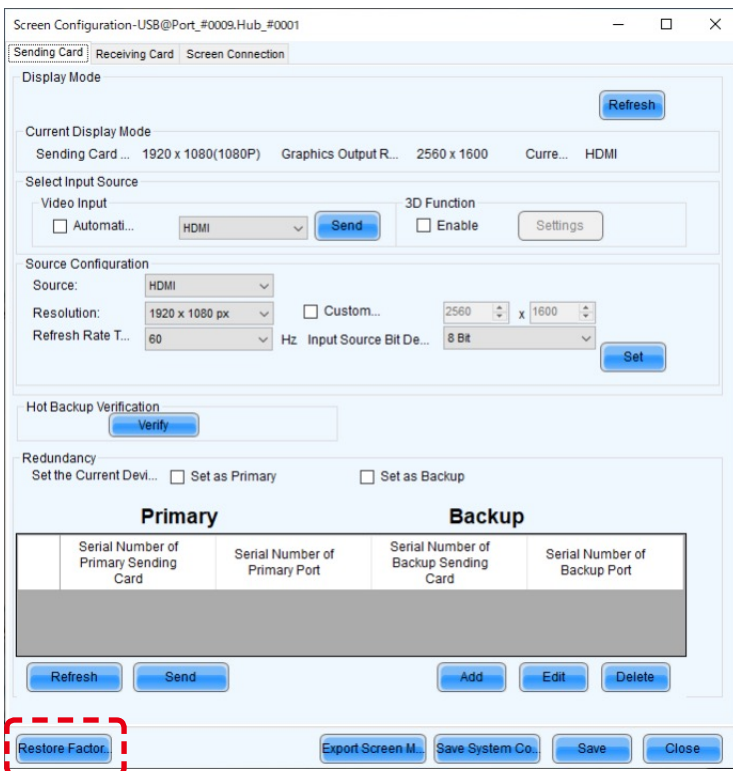 Screen Configuration-USB@Port_#0009.Hub_#0001
Sending Card Receiving Card Screen Connection
Display Mode
Refresh
Current Display Mode
Sending Card ... 1920 x 1080(1080P) Graphics Output R... 2560 x 1600 Curre... HDMI
Select Input Source
Video Input 3D Function
Automati... HDMI Send Enable Settings
Source Configuration
Source: HDMI
Resolution: 1920 x 1080 px Custom... 2560 x 1600
Refresh Rate T... 60 Hz Input Source Bit De... 8 Bit
Set
Hot Backup Verification
Verify
Redundancy
Set the Current Devi... Set as Primary Set as Backup
Primary Backup
Serial Number of Primary Sending Card Serial Number of Primary Port Serial Number of Backup Sending Card Serial Number of Backup Port
Refresh Send Add Edit Delete
Restore Factor... Export Screen M... Save System Co... Save Close